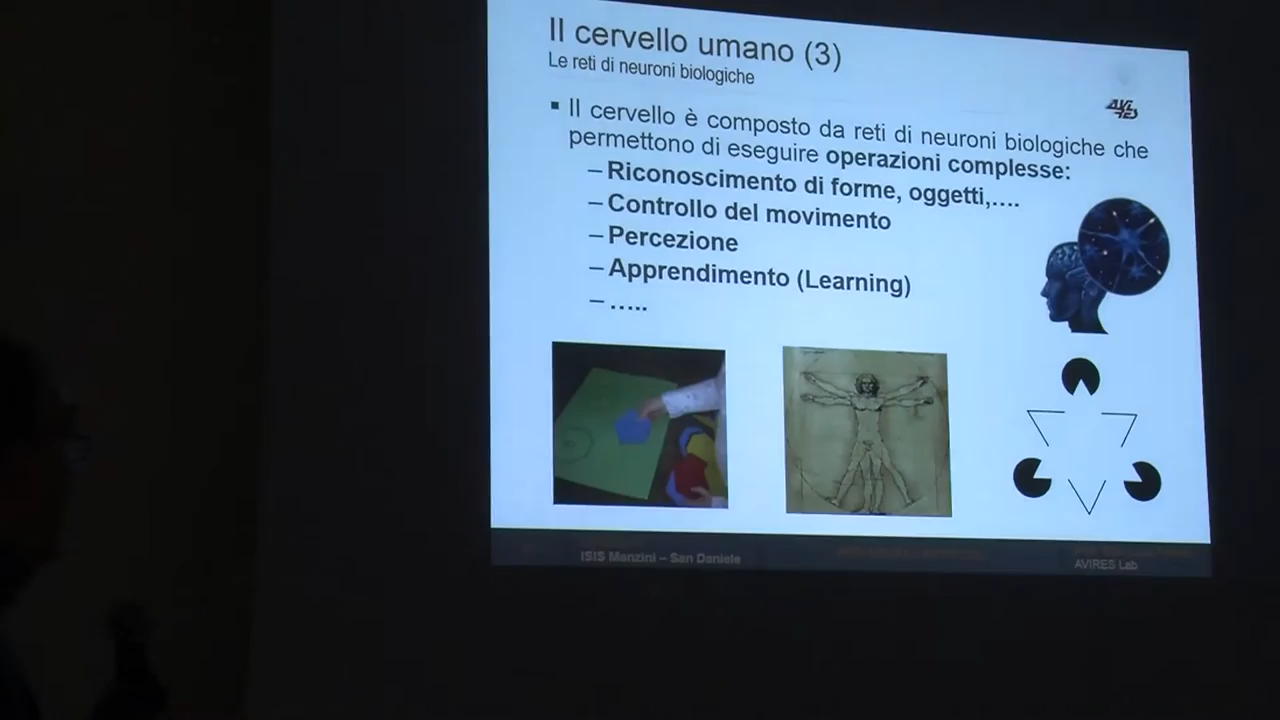 Il cervello umano (3)
Le reti di neuroni biologiche
AVIRES
▪ Il cervello è composto da reti di neuroni biologiche che
permettono di eseguire operazioni complesse:
– Riconoscimento di forme, oggetti,....
– Controllo del movimento
– Percezione
– Apprendimento (Learning)
– .....
ISIS Manzini – San Daniele
AVIRES Lab